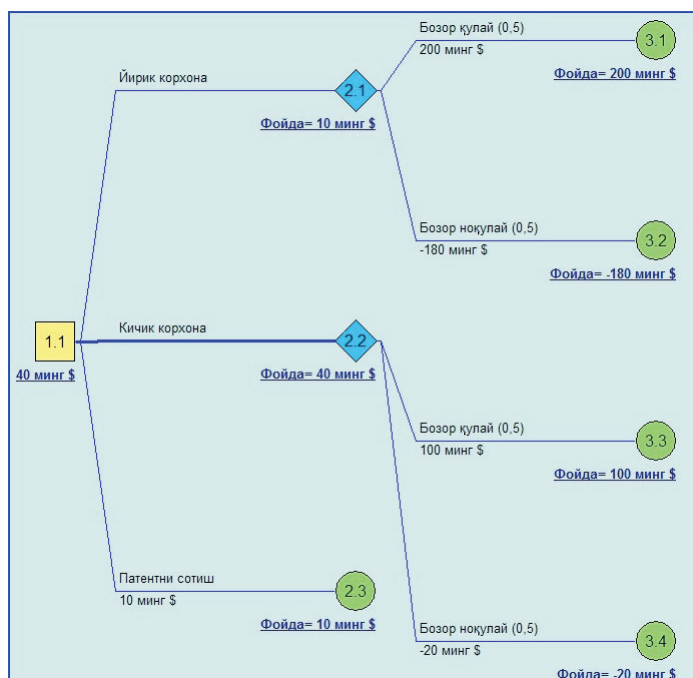 Бозор қулай (0,5)
200 минг $
3.1
Фойда= 200 минг $
Йирик корхона
2.1
Фойда= 10 минг $
Бозор ноқулай (0,5)
-180 минг $
3.2
Фойда= -180 минг $
1.1
40 минг $
Кичик корхона
2.2
Фойда= 40 минг $
Бозор қулай (0,5)
100 минг $
3.3
Фойда= 100 минг $
Патентни сотиш
10 минг $
2.3
Фойда= 10 минг $
Бозор ноқулай (0,5)
-20 минг $
3.4
Фойда= -20 минг $